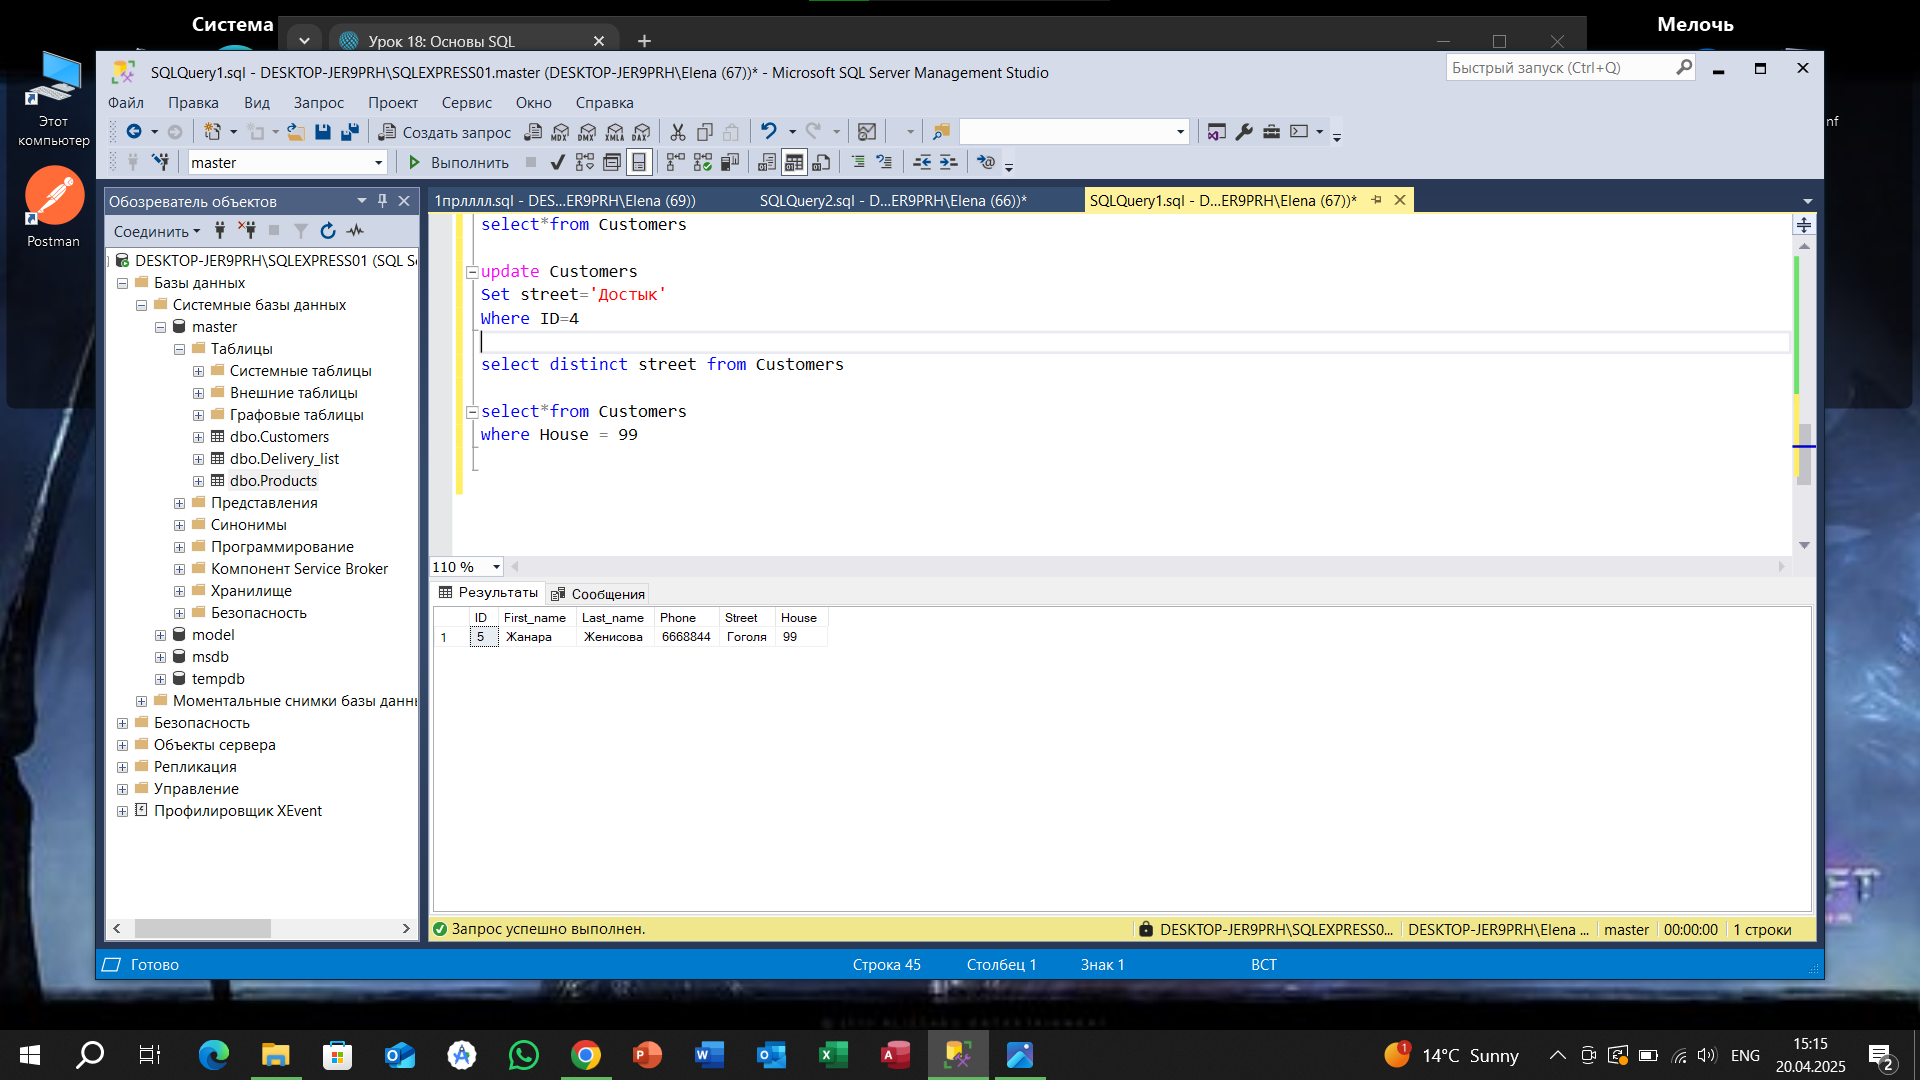 Система
Мелочь
Урок 18: Основы SQL
Этот компьютер
Postman
SQLQuery1.sql - DESKTOP-JER9PRH\SQLEXPRESS01.master (DESKTOP-JER9PRH\Elena (67))* - Microsoft SQL Server Management Studio
Быстрый запуск (Ctrl+Q)
Файл Правка Вид Запрос Проект Сервис Окно Справка
Создать запрос
MDX DMX XMLA DAX
master
Выполнить
nf
Обозреватель объектов
Соединить
DESKTOP-JER9PRH\SQLEXPRESS01 (SQL S
Базы данных
Системные базы данных
master
Таблицы
Системные таблицы
Внешние таблицы
Графовые таблицы
dbo.Customers
dbo.Delivery_list
dbo.Products
Представления
Синонимы
Программирование
Компонент Service Broker
Хранилище
Безопасность
model
msdb
tempdb
Моментальные снимки базы данн
Безопасность
Объекты сервера
Репликация
Управление
Профилировщик XEvent
1прлллл.sql - DES...ER9PRH\Elena (69))
SQLQuery2.sql - D...ER9PRH\Elena (66))*
SQLQuery1.sql - D...ER9PRH\Elena (67))*
select*from Customers
update Customers
Set street='Достык'
Where ID=4
select distinct street from Customers
select*from Customers
where House = 99
110 %
Результаты
Сообщения
ID First_name Last_name Phone Street House
1 5 Жанара Женисова 6668844 Гоголя 99
Запрос успешно выполнен.
DESKTOP-JER9PRH\SQLEXPRESS0...
DESKTOP-JER9PRH\Elena ...
master
00:00:00
1 строки
Готово
Строка 45
Столбец 1
Знак 1
ВСТ
1
14°C Sunny
ENG
15:15
20.04.2025
2